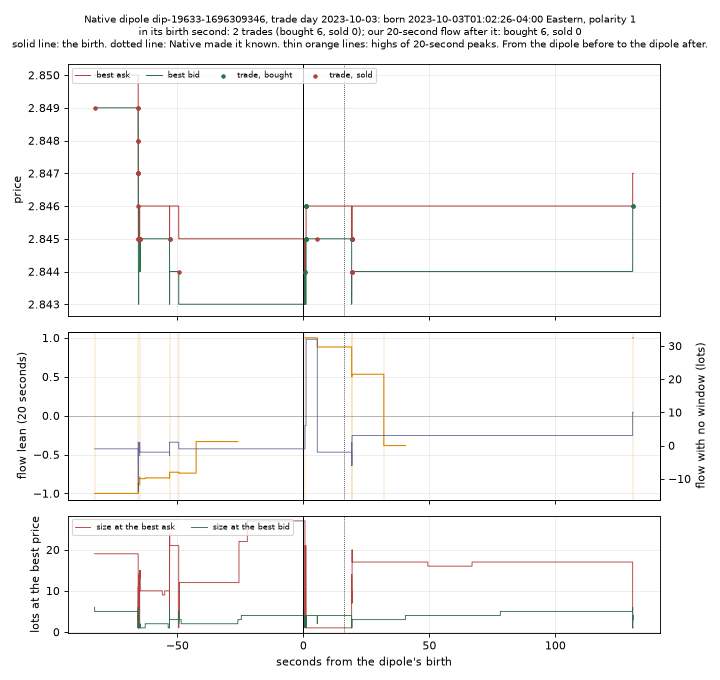 Native dipole dip-19633-1696309346, trade day 2023-10-03: born 2023-10-03T01:02:26-04:00 Eastern, polarity 1
in its birth second: 2 trades (bought 6, sold 0); our 20-second flow after it: bought 6, sold 0
solid line: the birth. dotted line: Native made it known. thin orange lines: highs of 20-second peaks. From the dipole before to the dipole after.
best ask
best bid
trade, bought
trade, sold
2.850
2.849
2.848
2.847
2.846
2.845
2.844
2.843
price
1.0
0.5
0.0
−0.5
−1.0
flow lean (20 seconds)
30
20
10
0
−10
flow with no window (lots)
size at the best ask
size at the best bid
20
10
0
lots at the best price
−50
0
50
100
seconds from the dipole's birth